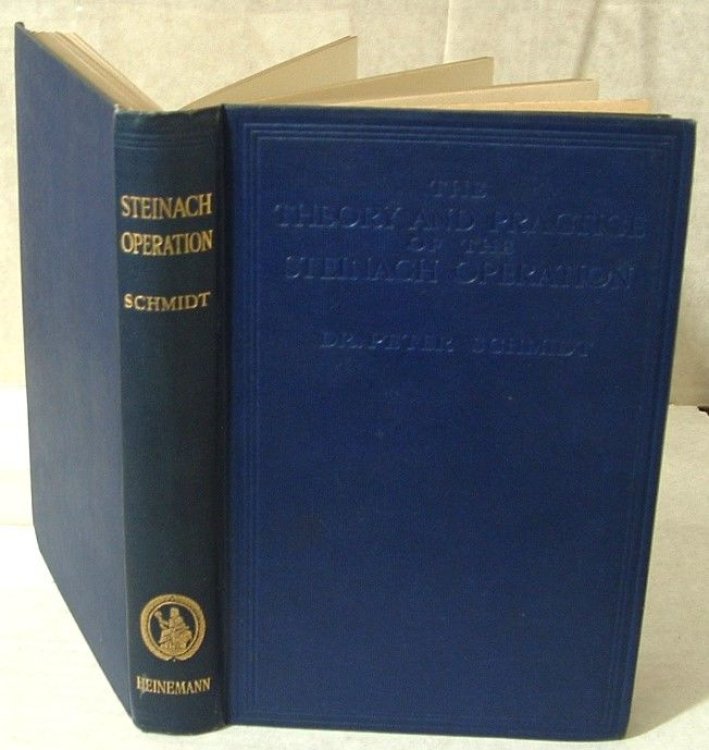 STEINACH
OPERATION
SCHMIDT
HEINEMANN
THE
THEORY AND PRACTICE
OF THE
STEINACH OPERATION
DR. PETER SCHMIDT